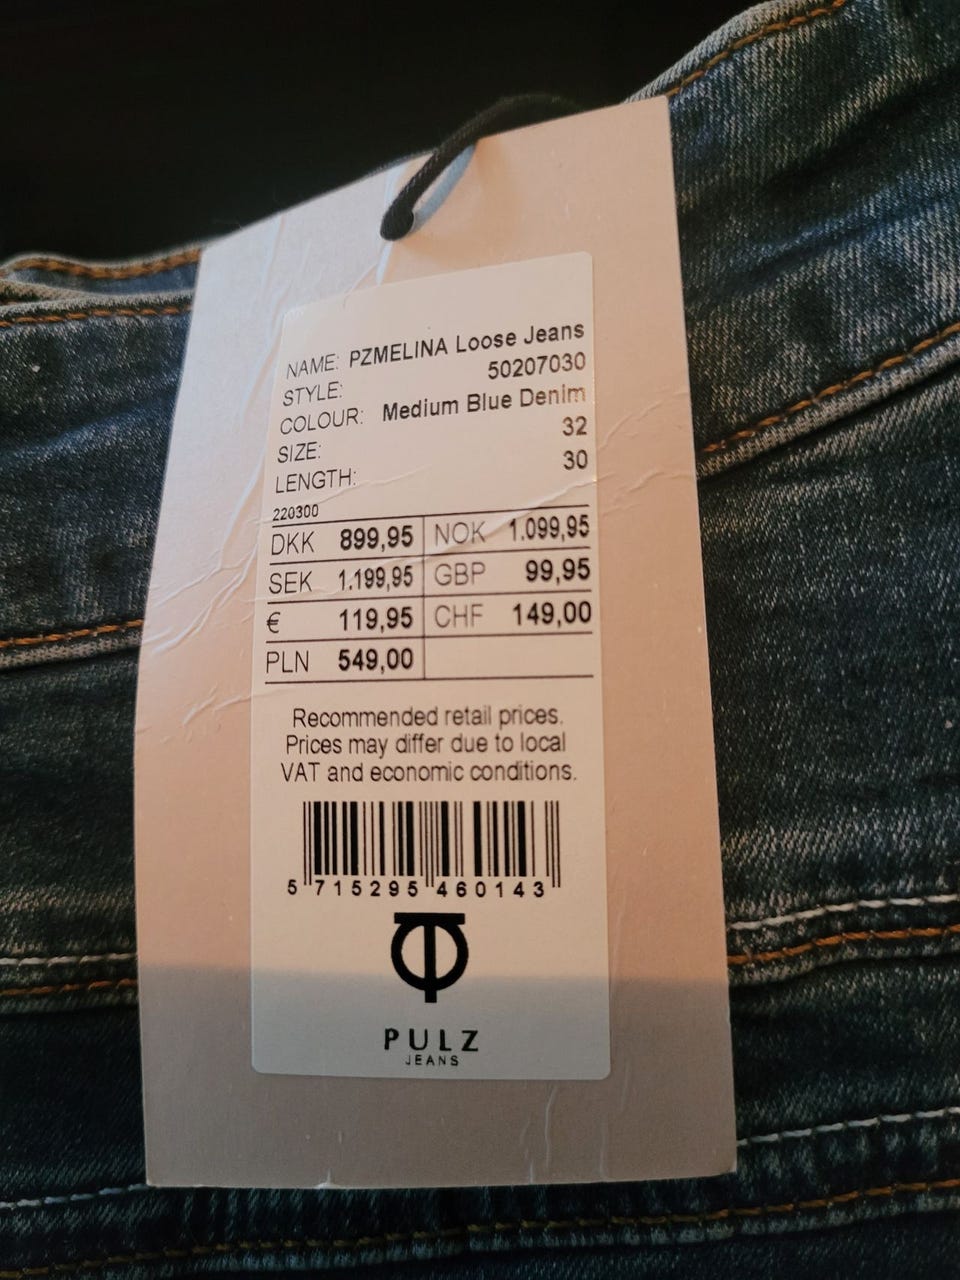 NAME: PZMELINA Loose Jeans
STYLE: 50207030
COLOUR: Medium Blue Denim
SIZE: 32
LENGTH: 30
220300
DKK 899,95 NOK 1.099,95
SEK 1.199,95 GBP 99,95
€ 119,95 CHF 149,00
PLN 549,00
Recommended retail prices.
Prices may differ due to local
VAT and economic conditions.
5 715295 460143
PULZ
JEANS